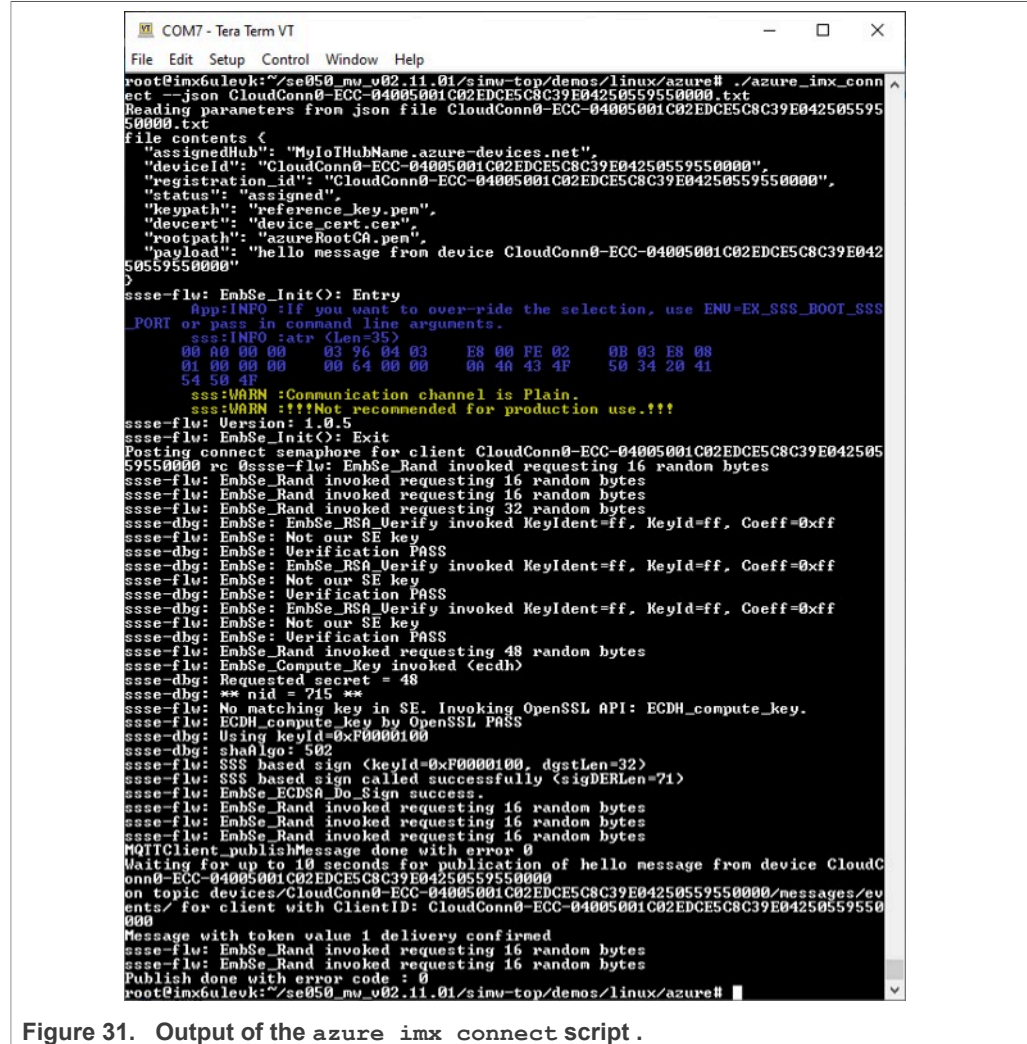 COM7 - Tera Term VT
File Edit Setup Control Window Help
root@imx6ulevk:~/se050_mw_v02.11.01/simw-top/demos/linux/azure# ./azure_imx_conn
ect --json CloudConn0-ECC-04005001C02EDCE5C8C39E04250559550000.txt
Reading parameters from json file CloudConn0-ECC-04005001C02EDCE5C8C39E042505595
50000.txt
file contents {
"assignedHub": "MyIoTHubName.azure-devices.net",
"deviceId": "CloudConn0-ECC-04005001C02EDCE5C8C39E04250559550000",
"registration_id": "CloudConn0-ECC-04005001C02EDCE5C8C39E04250559550000",
"status": "assigned",
"keypath": "reference_key.pem",
"devcert": "device_cert.cer",
"rootpath": "azureRootCA.pem",
"payload": "hello message from device CloudConn0-ECC-04005001C02EDCE5C8C39E042
50559550000"
}
ssse-flw: EmbSe_Init(): Entry
App:INFO :If you want to over-ride the selection, use ENV=EX_SSS_BOOT_SSS
_PORT or pass in command line arguments.
sss:INFO :atr (Len=35)
00 A0 00 00 03 96 04 03 E8 00 FE 02 0B 03 E8 08
01 00 00 00 00 64 00 00 0A 4A 43 4F 50 34 20 41
54 50 4F
sss:WARN :Communication channel is Plain.
sss:WARN :!!!Not recommended for production use.!!!
ssse-flw: Version: 1.0.5
ssse-flw: EmbSe_Init(): Exit
Posting connect semaphore for client CloudConn0-ECC-04005001C02EDCE5C8C39E042505
59550000 rc 0ssse-flw: EmbSe_Rand invoked requesting 16 random bytes
ssse-flw: EmbSe_Rand invoked requesting 16 random bytes
ssse-flw: EmbSe_Rand invoked requesting 16 random bytes
ssse-flw: EmbSe_Rand invoked requesting 32 random bytes
ssse-dbg: EmbSe: EmbSe_RSA_Verify invoked KeyIdent=ff, KeyId=ff, Coeff=0xff
ssse-flw: EmbSe: Not our SE key
ssse-dbg: EmbSe: Verification PASS
ssse-dbg: EmbSe: EmbSe_RSA_Verify invoked KeyIdent=ff, KeyId=ff, Coeff=0xff
ssse-flw: EmbSe: Not our SE key
ssse-dbg: EmbSe: Verification PASS
ssse-dbg: EmbSe: EmbSe_RSA_Verify invoked KeyIdent=ff, KeyId=ff, Coeff=0xff
ssse-flw: EmbSe: Not our SE key
ssse-dbg: EmbSe: Verification PASS
ssse-flw: EmbSe_Rand invoked requesting 48 random bytes
ssse-flw: EmbSe_Compute_Key invoked (ecdh)
ssse-dbg: Requested secret = 48
ssse-dbg: ** nid = 715 **
ssse-flw: No matching key in SE. Invoking OpenSSL API: ECDH_compute_key.
ssse-flw: ECDH_compute_key by OpenSSL PASS
ssse-dbg: Using keyId=0xF0000100
ssse-dbg: shaAlgo: 502
ssse-flw: SSS based sign (keyId=0xF0000100, dgstLen=32)
ssse-flw: SSS based sign called successfully (sigDERLen=71)
ssse-flw: EmbSe_ECDSA_Do_Sign success.
ssse-flw: EmbSe_Rand invoked requesting 16 random bytes
ssse-flw: EmbSe_Rand invoked requesting 16 random bytes
ssse-flw: EmbSe_Rand invoked requesting 16 random bytes
MQTTClient_publishMessage done with error 0
Waiting for up to 10 seconds for publication of hello message from device CloudC
onn0-ECC-04005001C02EDCE5C8C39E04250559550000
on topic devices/CloudConn0-ECC-04005001C02EDCE5C8C39E04250559550000/messages/ev
ents/ for client with ClientID: CloudConn0-ECC-04005001C02EDCE5C8C39E04250559550
000
Message with token value 1 delivery confirmed
ssse-flw: EmbSe_Rand invoked requesting 16 random bytes
ssse-flw: EmbSe_Rand invoked requesting 16 random bytes
Publish done with error code : 0
root@imx6ulevk:~/se050_mw_v02.11.01/simw-top/demos/linux/azure#
Figure 31. Output of the azure imx connect script .